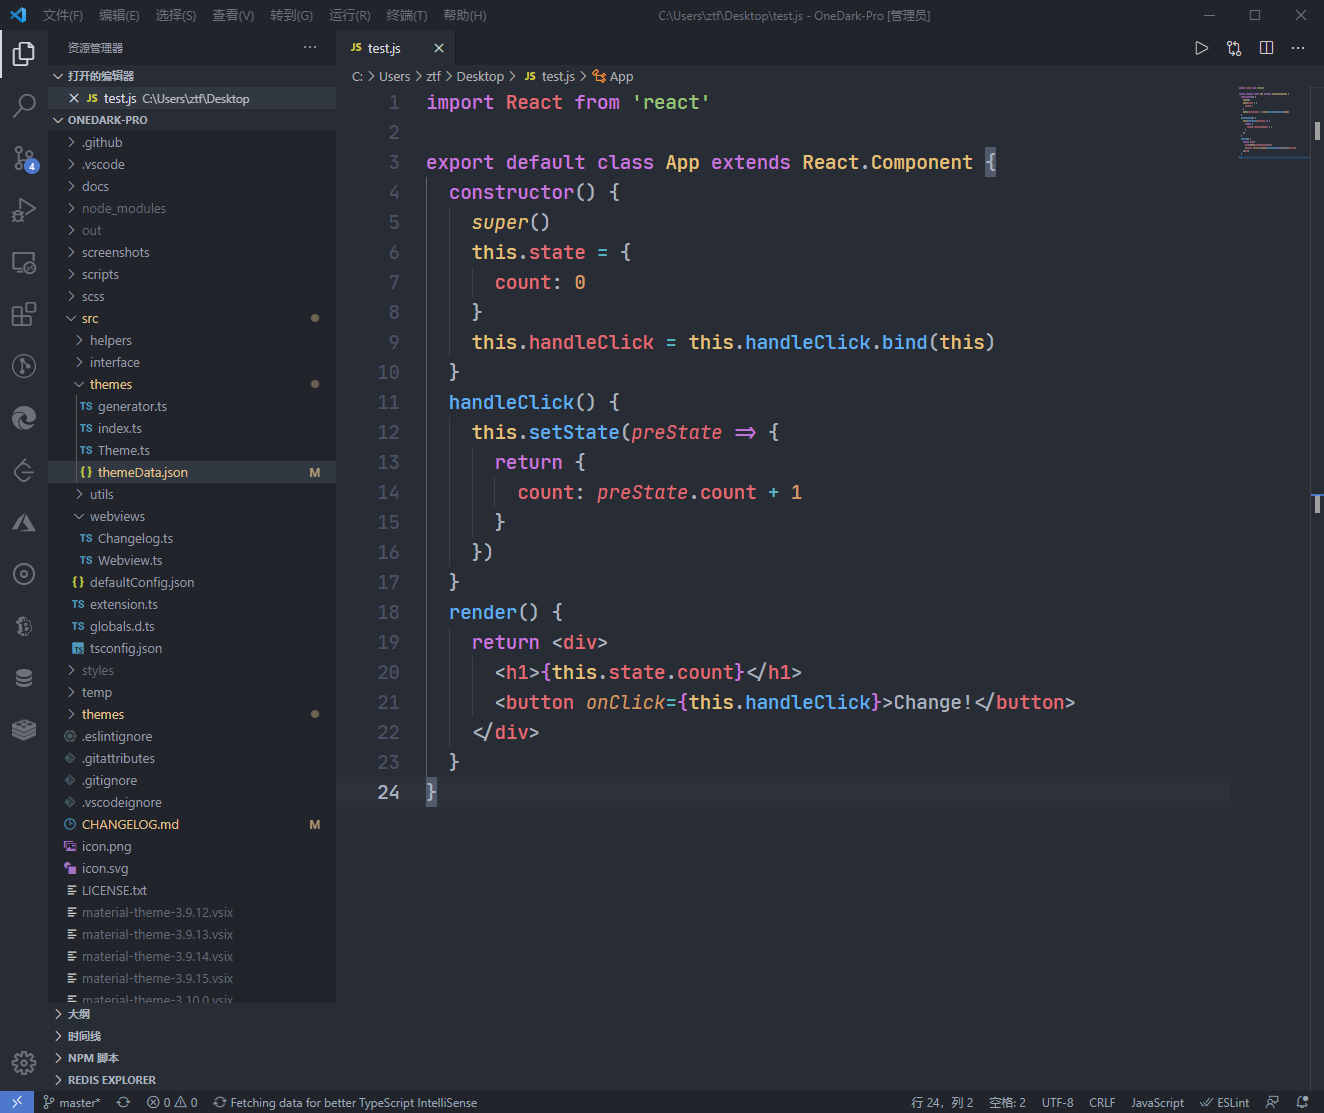 文件(F) 编辑(E) 选择(S) 查看(V) 转到(G) 运行(R) 终端(T) 帮助(H) C:\Users\ztf\Desktop\test.js - OneDark-Pro [管理员]
资源管理器
打开的编辑器
JS test.js C:\Users\ztf\Desktop
ONEDARK-PRO
.github
.vscode
docs
node_modules
out
screenshots
scripts
scss
src
helpers
interface
themes
TS generator.ts
TS index.ts
TS Theme.ts
{} themeData.json M
utils
webviews
TS Changelog.ts
TS Webview.ts
{} defaultConfig.json
TS extension.ts
TS globals.d.ts
TS tsconfig.json
styles
temp
themes
.eslintignore
.gitattributes
.gitignore
.vscodeignore
CHANGELOG.md M
icon.png
icon.svg
LICENSE.txt
material-theme-3.9.12.vsix
material-theme-3.9.13.vsix
material-theme-3.9.14.vsix
material-theme-3.9.15.vsix
material-theme-3.10.0.vsix
大纲
时间线
NPM 脚本
REDIS EXPLORER
4
JS test.js
C: > Users > ztf > Desktop > JS test.js > App
1 import React from 'react'
2
3 export default class App extends React.Component {
4 constructor() {
5 super()
6 this.state = {
7 count: 0
8 }
9 this.handleClick = this.handleClick.bind(this)
10 }
11 handleClick() {
12 this.setState(preState => {
13 return {
14 count: preState.count + 1
15 }
16 })
17 }
18 render() {
19 return <div>
20 <h1>{this.state.count}</h1>
21 <button onClick={this.handleClick}>Change!</button>
22 </div>
23 }
24 }
master* 0 0 Fetching data for better TypeScript IntelliSense 行 24，列 2 空格: 2 UTF-8 CRLF JavaScript ESLint